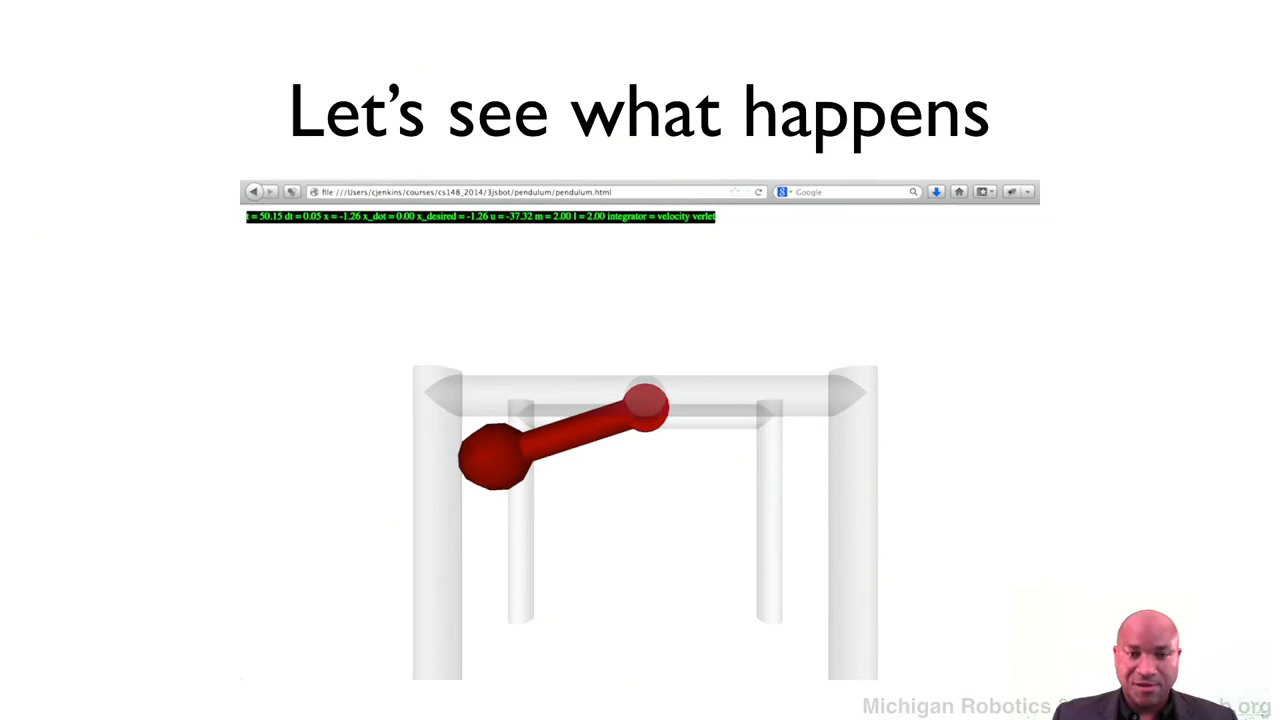 Let's see what happens
file:///Users/cjenkins/courses/cs148_2014/3jsbot/pendulum/pendulum.html
Google
t = 50.15 dt = 0.05 x = -1.26 x_dot = 0.00 x_desired = -1.26 u = -37.32 m = 2.00 l = 2.00 integrator = velocity verlet
Michigan Robotics
.org